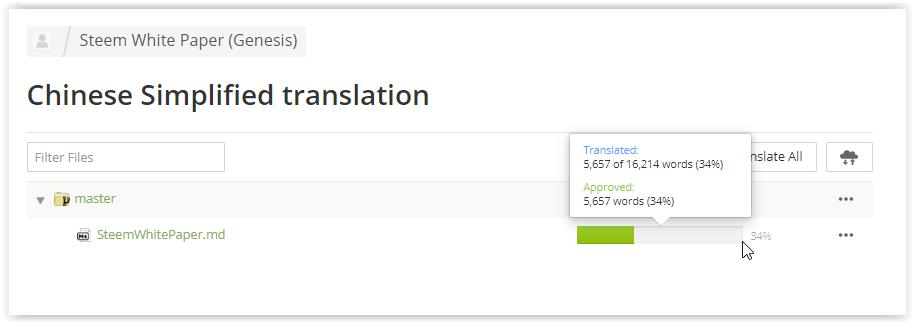 Steem White Paper (Genesis)
Chinese Simplified translation
Filter Files
Translated:
5,657 of 16,214 words (34%)
Approved:
5,657 words (34%)
nslate All
master
SteemWhitePaper.md
34%